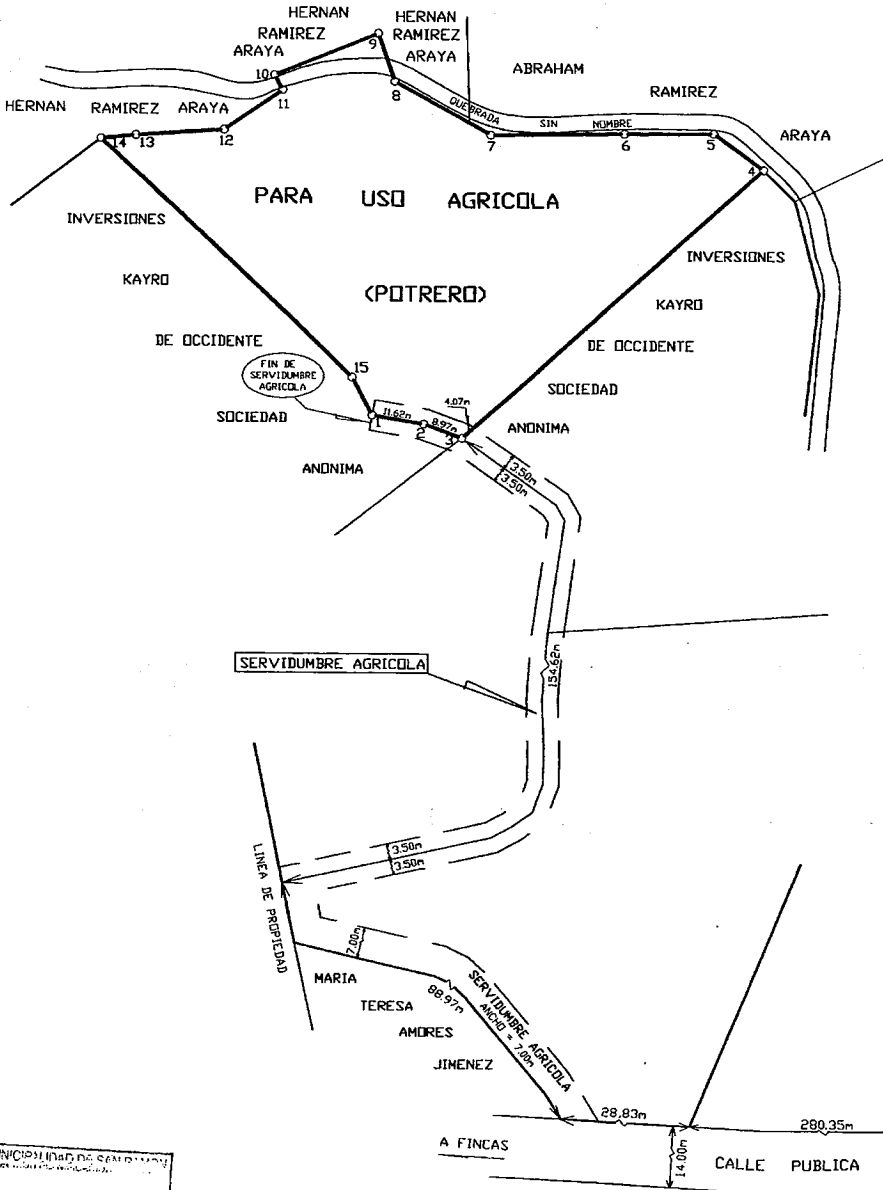 HERNAN
RAMIREZ
ARAYA
HERNAN
RAMIREZ
ARAYA
9
10
11
8
ABRAHAM
RAMIREZ
ARAYA
HERNAN RAMIREZ ARAYA
QUEBRADA SIN NOMBRE
14
13
12
7
6
5
4
PARA USO AGRICOLA
(POTRERO)
INVERSIONES
KAYRO
DE OCCIDENTE
SOCIEDAD
ANONIMA
INVERSIONES
KAYRO
DE OCCIDENTE
SOCIEDAD
ANONIMA
15
FIN DE
SERVIDUMBRE
AGRICOLA
1
11.62m
2
8.97m
3
4.07m
3.50m
3.50m
154.62m
SERVIDUMBRE AGRICOLA
3.50m
3.50m
LINEA DE PROPIEDAD
7.00m
MARIA
TERESA
AMORES
JIMENEZ
88.97m
SERVIDUMBRE AGRICOLA
ANCHO = 7.00m
28.83m
280.35m
14.00m
A FINCAS
CALLE PUBLICA
NICIPALIDAD DE SAN RAMON